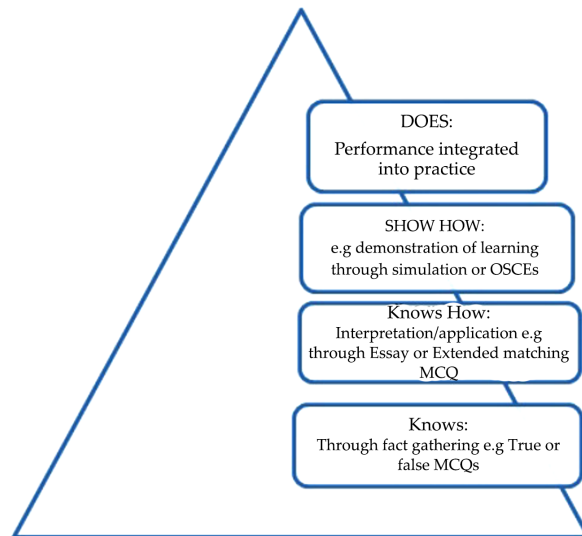 DOES:
Performance integrated
into practice
SHOW HOW:
e.g demonstration of learning
through simulation or OSCEs
Knows How:
Interpretation/application e.g
through Essay or Extended matching
MCQ
Knows:
Through fact gathering e.g True or
false MCQs